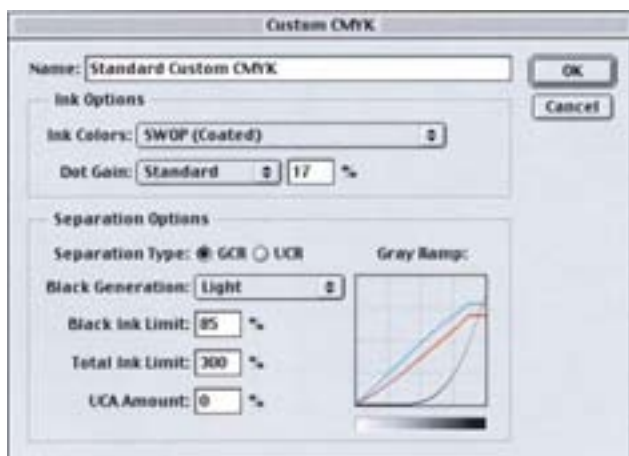 Custom CMYK
Name: Standard Custom CMYK
OK
Cancel
Ink Options
Ink Colors: SWOP (Coated)
Dot Gain: Standard 17 %
Separation Options
Separation Type: GCR UCR
Gray Ramp:
Black Generation: Light
Black Ink Limit: 85 %
Total Ink Limit: 300 %
UCA Amount: 0 %